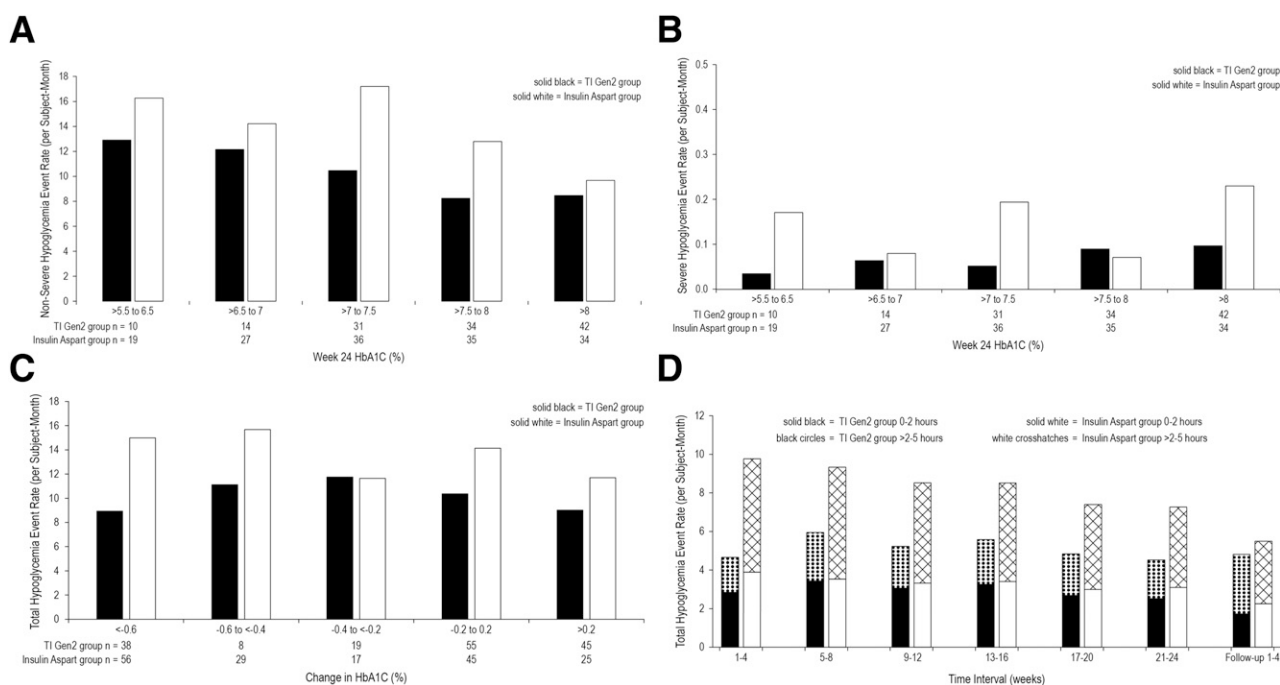 A
Non-Severe Hypoglycemia Event Rate (per Subject-Month)
18
16
14
12
10
8
6
4
2
0
solid black = TI Gen2 group
solid white = Insulin Aspart group
>5.5 to 6.5 >6.5 to 7 >7 to 7.5 >7.5 to 8 >8
TI Gen2 group n = 10 14 31 34 42
Insulin Aspart group n = 19 27 36 35 34
Week 24 HbA1C (%)
B
Severe Hypoglycemia Event Rate (per Subject-Month)
0.5
0.4
0.3
0.2
0.1
0.0
solid black = TI Gen2 group
solid white = Insulin Aspart group
>5.5 to 6.5 >6.5 to 7 >7 to 7.5 >7.5 to 8 >8
TI Gen2 group n = 10 14 31 34 42
Insulin Aspart group n = 19 27 36 35 34
Week 24 HbA1C (%)
C
Total Hypoglycemia Event Rate (per Subject-Month)
18
16
14
12
10
8
6
4
2
0
solid black = TI Gen2 group
solid white = Insulin Aspart group
<-0.6 -0.6 to <-0.4 -0.4 to <-0.2 -0.2 to 0.2 >0.2
TI Gen2 group n = 38 8 19 55 45
Insulin Aspart group n = 56 29 17 45 25
Change in HbA1C (%)
D
Total Hypoglycemia Event Rate (per Subject-Month)
12
10
8
6
4
2
0
solid black = TI Gen2 group 0-2 hours solid white = Insulin Aspart group 0-2 hours
black circles = TI Gen2 group >2-5 hours white crosshatches = Insulin Aspart group >2-5 hours
1-4 5-8 9-12 13-16 17-20 21-24 Follow-up 1-4
Time Interval (weeks)